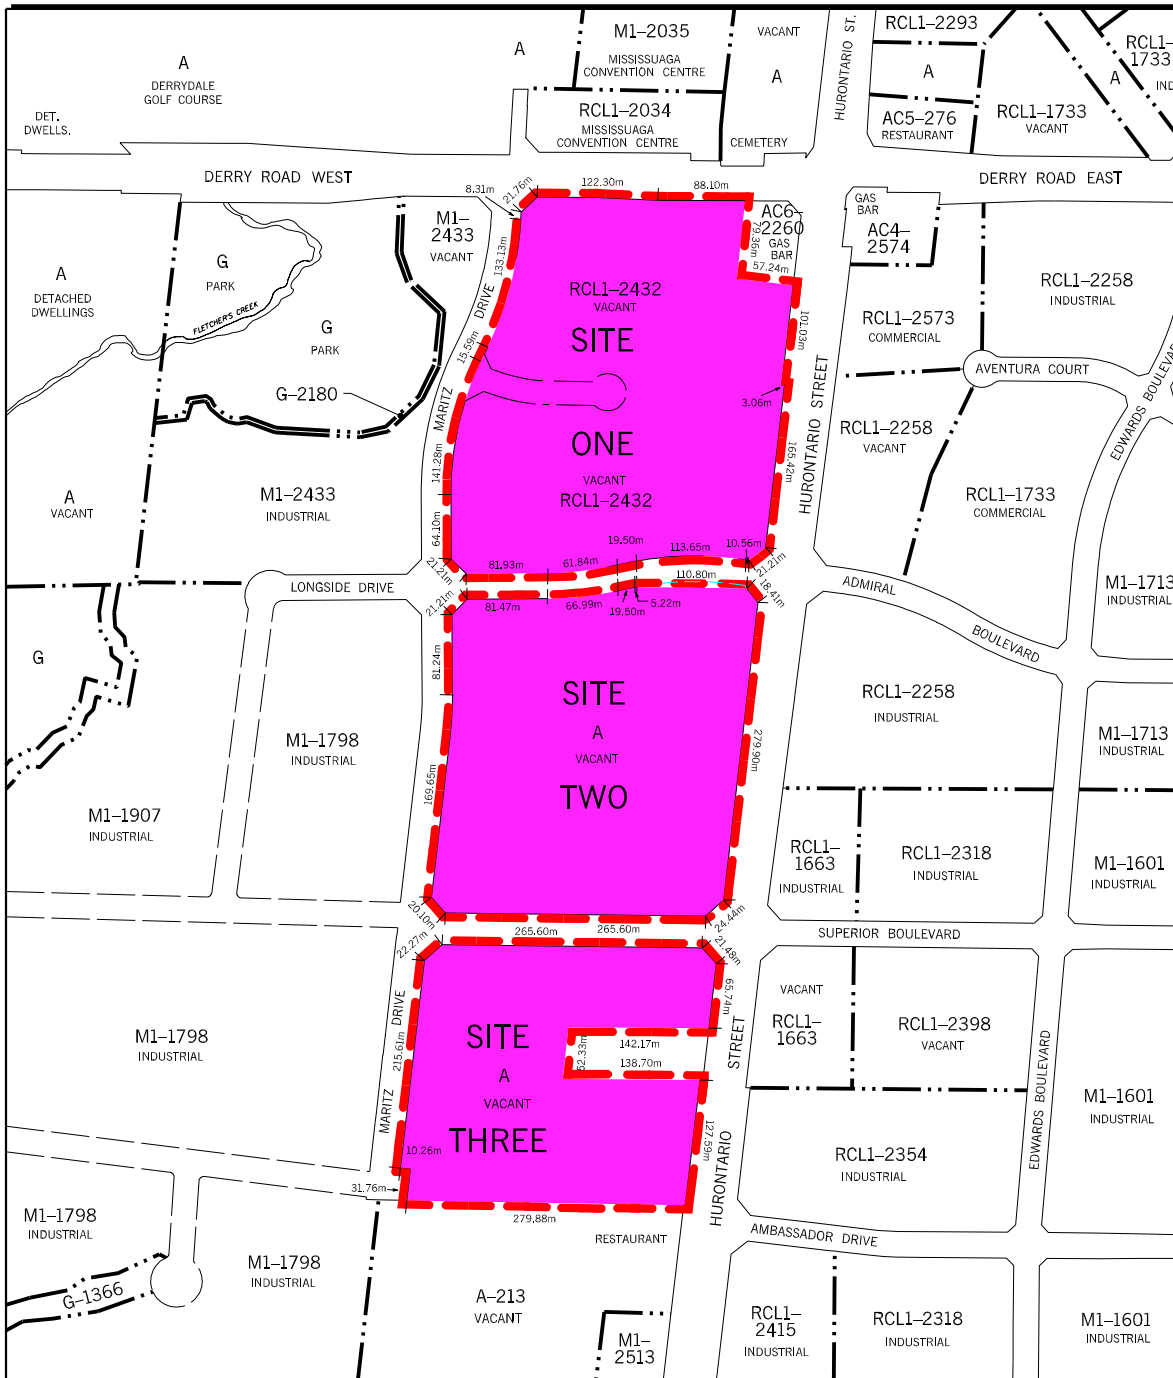 M1–2035
MISSISSUAGA
CONVENTION CENTRE
VACANT
A
HURONTARIO ST.
RCL1–2293
A
RCL1–
1733
A
A
DERRYDALE
GOLF COURSE
A
DET.
DWELLS.
RCL1–2034
MISSISSUAGA
CONVENTION CENTRE
CEMETERY
AC5–276
RESTAURANT
RCL1–1733
VACANT
DERRY ROAD WEST
DERRY ROAD EAST
8.31m
21.76m
122.30m
88.10m
M1–
2433
VACANT
AC6–
2260
GAS
BAR
79.36m
57.24m
GAS
BAR
AC4–
2574
A
DETACHED
DWELLINGS
G
PARK
FLETCHER'S CREEK
G
PARK
G–2180
133.13m
15.59m
MARITZ DRIVE
RCL1–2432
VACANT
SITE
ONE
VACANT
RCL1–2432
101.03m
3.06m
165.42m
HURONTARIO STREET
RCL1–2258
INDUSTRIAL
RCL1–2573
COMMERCIAL
AVENTURA COURT
EDWARDS BOULEVAR
RCL1–2258
VACANT
RCL1–1733
COMMERCIAL
A
VACANT
M1–2433
INDUSTRIAL
141.28m
64.10m
21.21m
81.93m
61.84m
19.50m
113.65m
10.56m
21.21m
LONGSIDE DRIVE
21.21m
81.47m
66.99m
19.50m
5.22m
110.80m
18.41m
ADMIRAL
BOULEVARD
M1–1713
INDUSTRIAL
G
81.24m
169.65m
SITE
A
VACANT
TWO
279.90m
RCL1–2258
INDUSTRIAL
M1–1713
INDUSTRIAL
M1–1798
INDUSTRIAL
M1–1907
INDUSTRIAL
RCL1–
1663
INDUSTRIAL
RCL1–2318
INDUSTRIAL
M1–1601
INDUSTRIAL
20.10m
24.44m
265.60m
265.60m
22.27m
21.48m
SUPERIOR BOULEVARD
M1–1798
INDUSTRIAL
MARITZ DRIVE
215.61m
SITE
A
VACANT
THREE
65.74m
142.17m
52.33m
138.70m
127.59m
HURONTARIO STREET
VACANT
RCL1–
1663
RCL1–2398
VACANT
EDWARDS BOULEVARD
M1–1601
INDUSTRIAL
10.26m
31.76m
279.88m
RCL1–2354
INDUSTRIAL
M1–1798
INDUSTRIAL
M1–1798
INDUSTRIAL
G–1366
RESTAURANT
AMBASSADOR DRIVE
A–213
VACANT
M1–
2513
RCL1–
2415
INDUSTRIAL
RCL1–2318
INDUSTRIAL
M1–1601
INDUSTRIAL